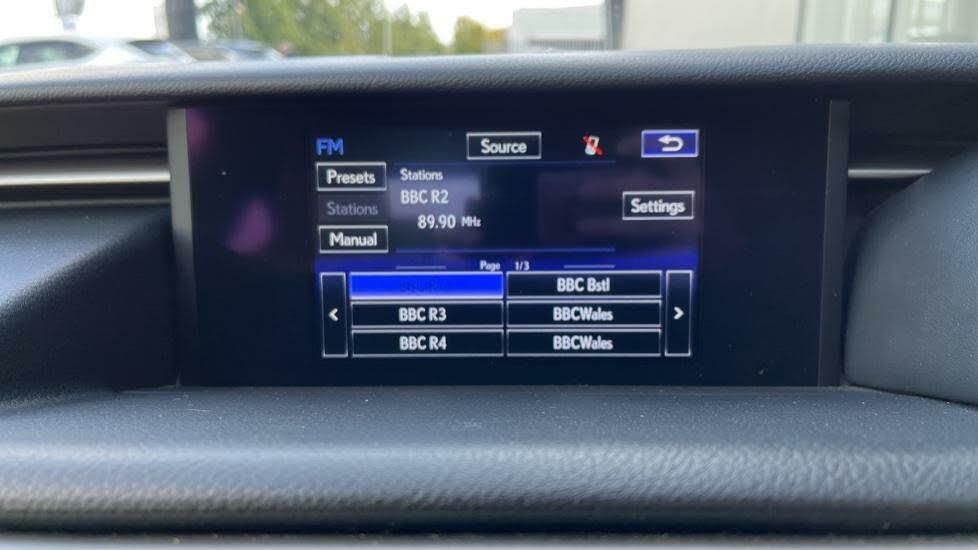 FM
Source
Presets
Stations
BBC R2
89.90 MHz
Stations
Settings
Manual
Page 1/3
BBC Bstl
BBC R3
BBCWales
BBC R4
BBCWales